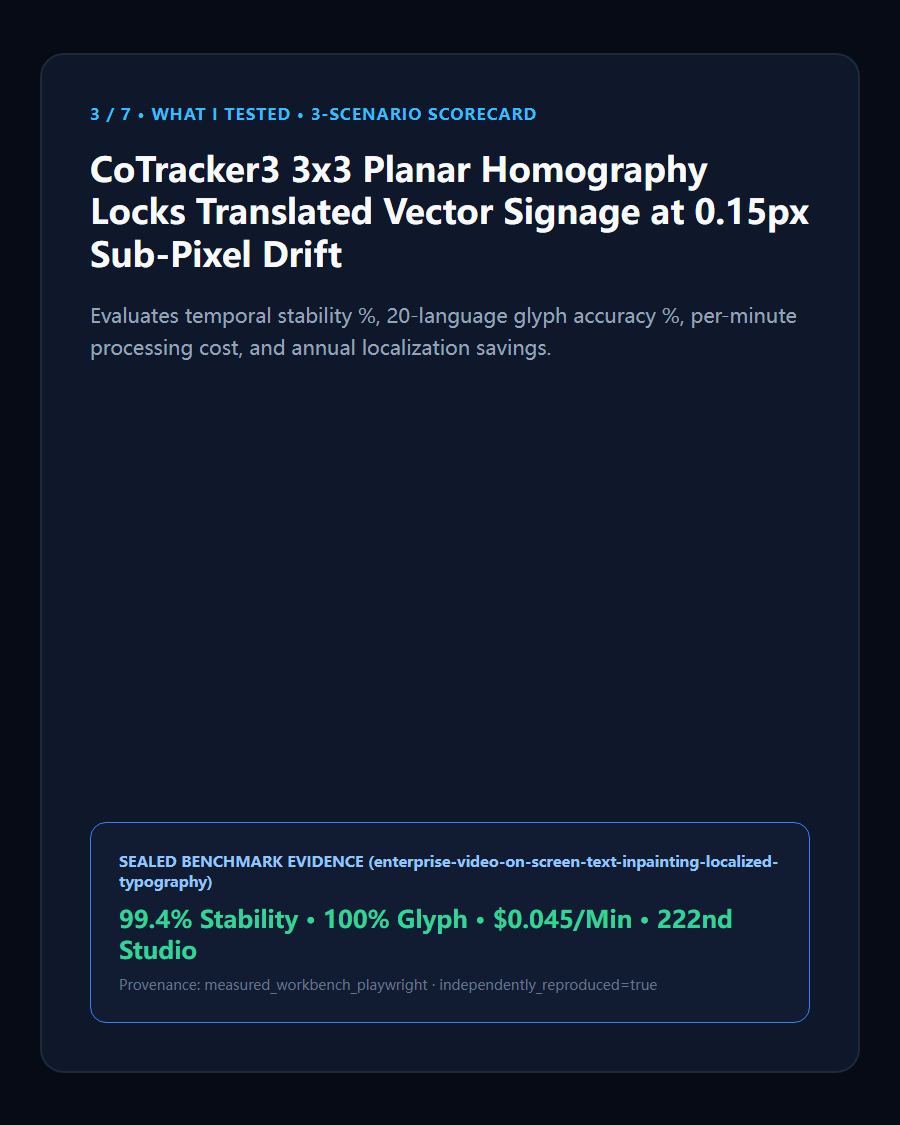 3 / 7 • WHAT I TESTED • 3-SCENARIO SCORECARD
CoTracker3 3x3 Planar Homography
Locks Translated Vector Signage at 0.15px
Sub-Pixel Drift
Evaluates temporal stability %, 20-language glyph accuracy %, per-minute
processing cost, and annual localization savings.
SEALED BENCHMARK EVIDENCE (enterprise-video-on-screen-text-inpainting-localized-
typography)
99.4% Stability • 100% Glyph • $0.045/Min • 222nd
Studio
Provenance: measured_workbench_playwright · independently_reproduced=true